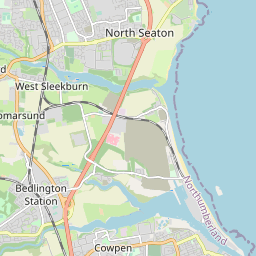 North Seaton
West Sleekburn
omarsund
Bedlington
Station
Northumberland
Cowpen